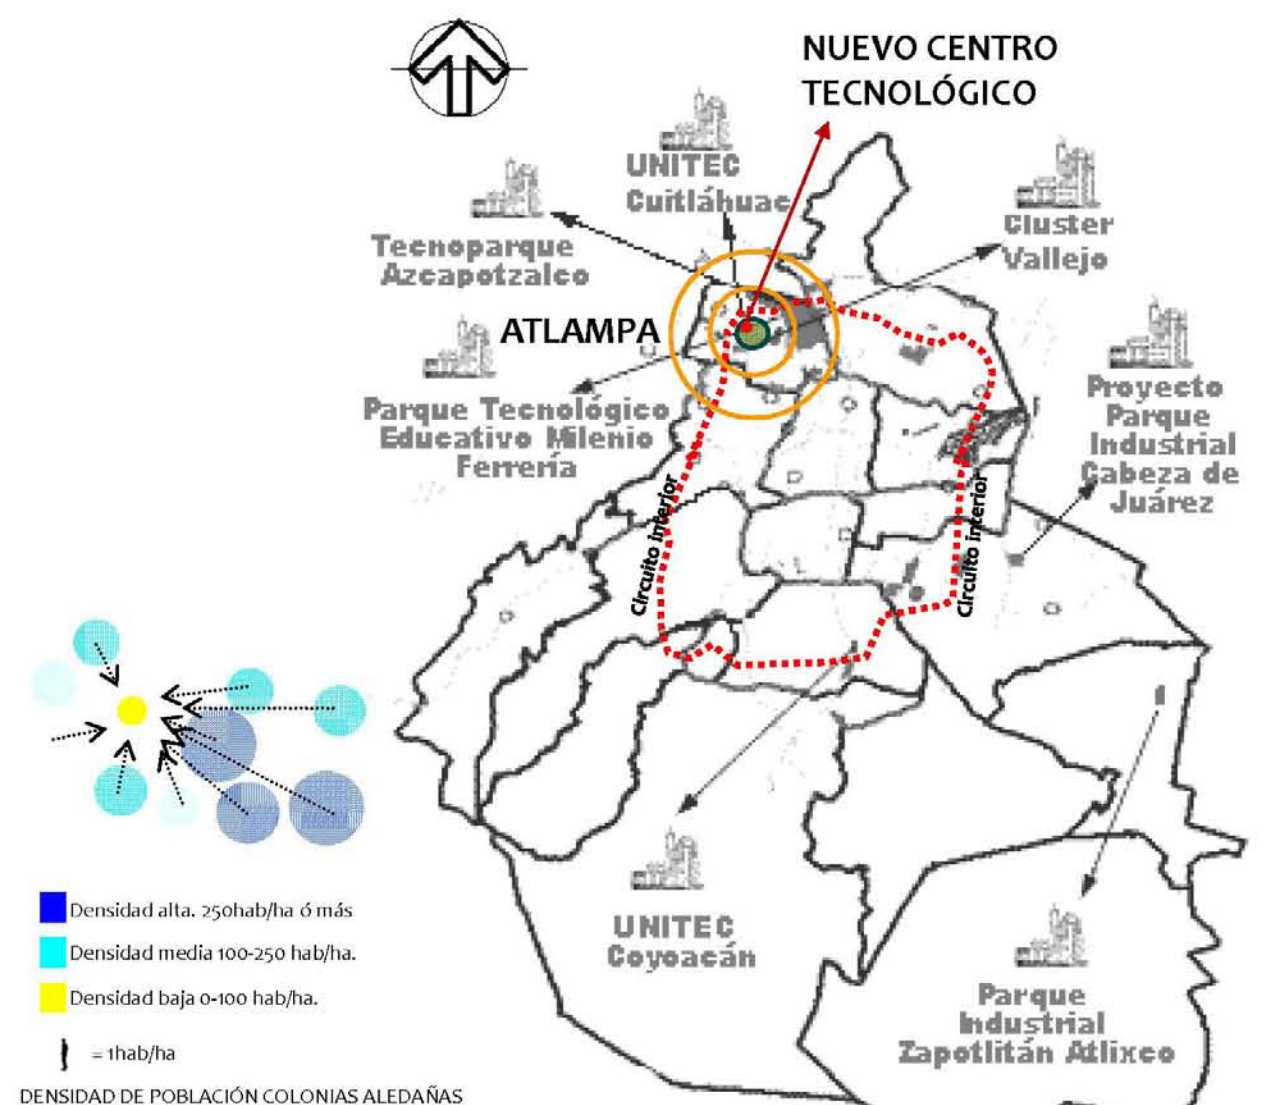 NUEVO CENTRO
TECNOLÓGICO
UNITEC
Cuitláhuac
Tecnoparque
Azcapotzalco
Cluster
Vallejo
ATLAMPA
Parque Tecnológico
Educativo Milenio
Ferrería
Proyecto
Parque
Industrial
Cabeza de
Juárez
Circuito interior
Circuito interior
UNITEC
Coyoacán
Parque
Industrial
Zapotlitán Atlixco
Densidad alta. 250hab/ha ó más
Densidad media 100-250 hab/ha.
Densidad baja 0-100 hab/ha.
= 1hab/ha
DENSIDAD DE POBLACIÓN COLONIAS ALEDAÑAS